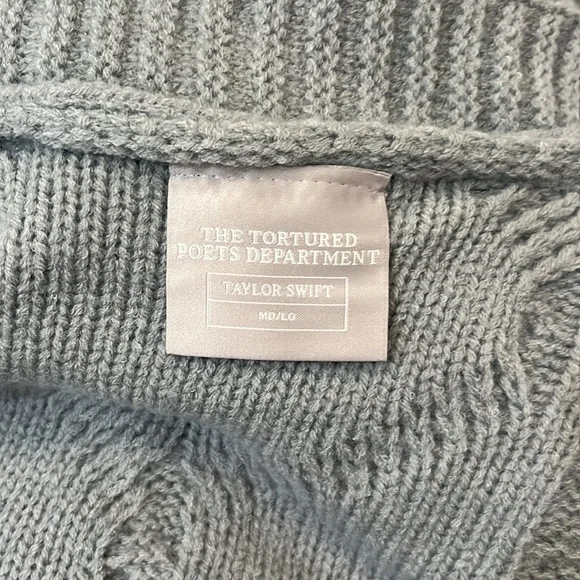 THE TORTURED
POETS DEPARTMENT
TAYLOR SWIFT
MD/LG